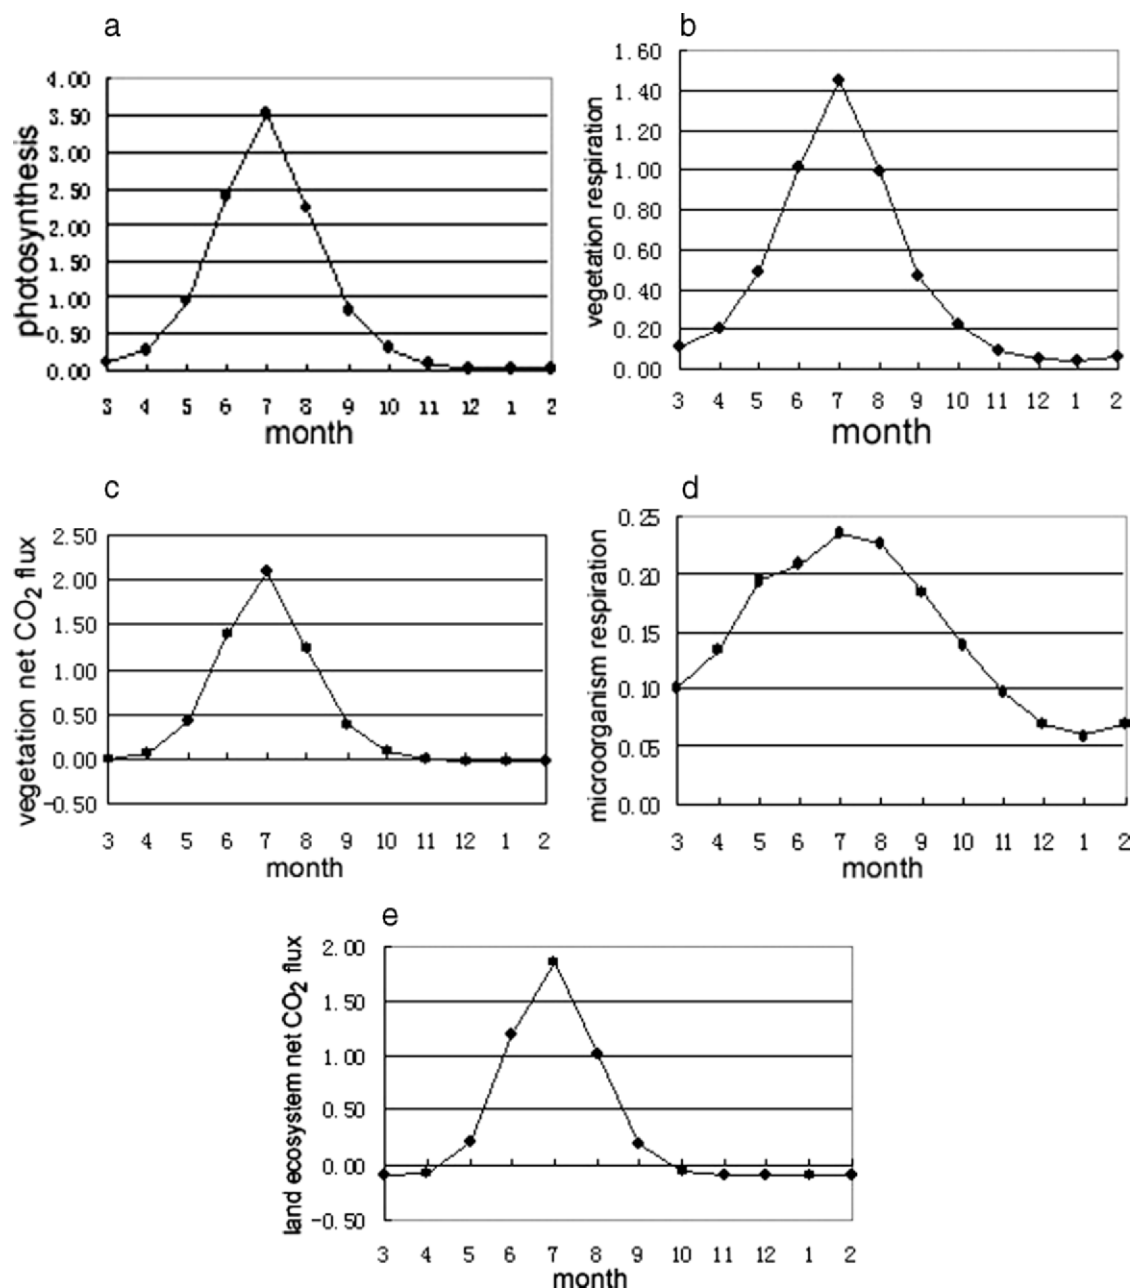 a
photosynthesis
4.00
3.50
3.00
2.50
2.00
1.50
1.00
0.50
0.00
3 4 5 6 7 8 9 10 11 12 1 2
month
b
vegetation respiration
1.60
1.40
1.20
1.00
0.80
0.60
0.40
0.20
0.00
3 4 5 6 7 8 9 10 11 12 1 2
month
c
vegetation net CO2 flux
2.50
2.00
1.50
1.00
0.50
0.00
-0.50
3 4 5 6 7 8 9 10 11 12 1 2
month
d
microorganism respiration
0.25
0.20
0.15
0.10
0.05
0.00
3 4 5 6 7 8 9 10 11 12 1 2
month
e
land ecosystem net CO2 flux
2.00
1.50
1.00
0.50
0.00
-0.50
3 4 5 6 7 8 9 10 11 12 1 2
month